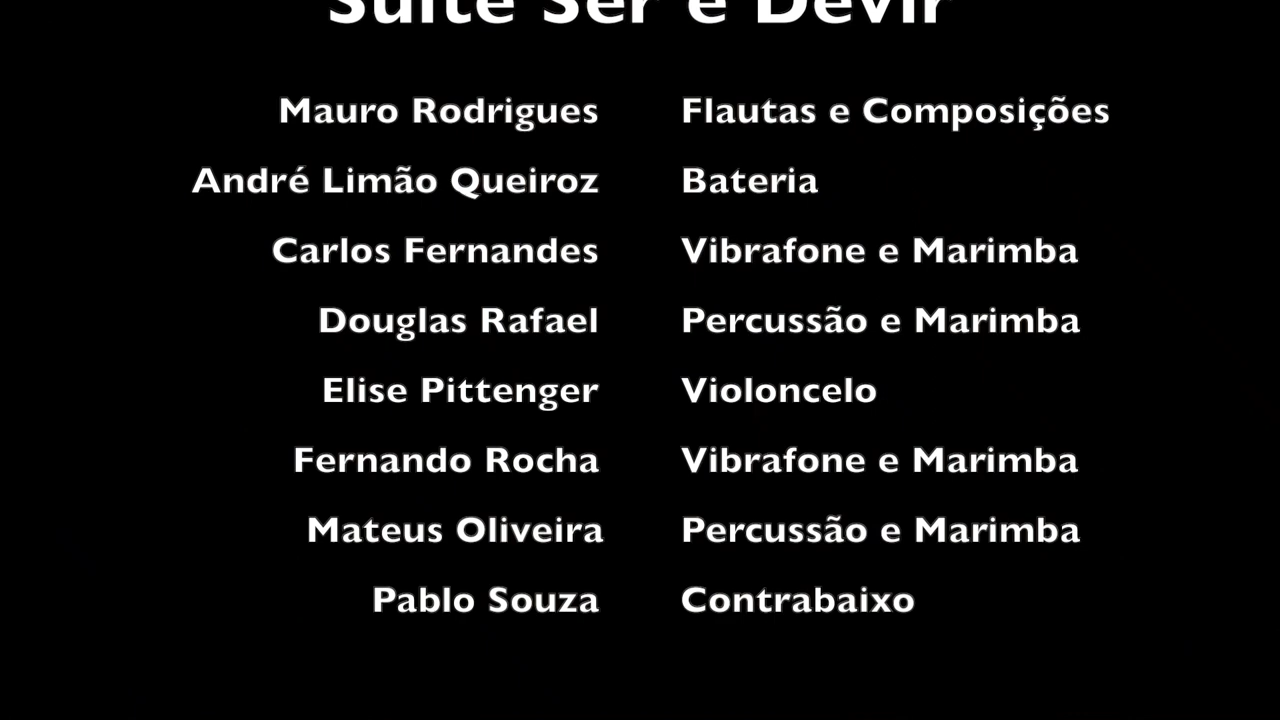 Suite Ser e Devir
Mauro Rodrigues Flautas e Composições
André Limão Queiroz Bateria
Carlos Fernandes Vibrafone e Marimba
Douglas Rafael Percussão e Marimba
Elise Pittenger Violoncelo
Fernando Rocha Vibrafone e Marimba
Mateus Oliveira Percussão e Marimba
Pablo Souza Contrabaixo